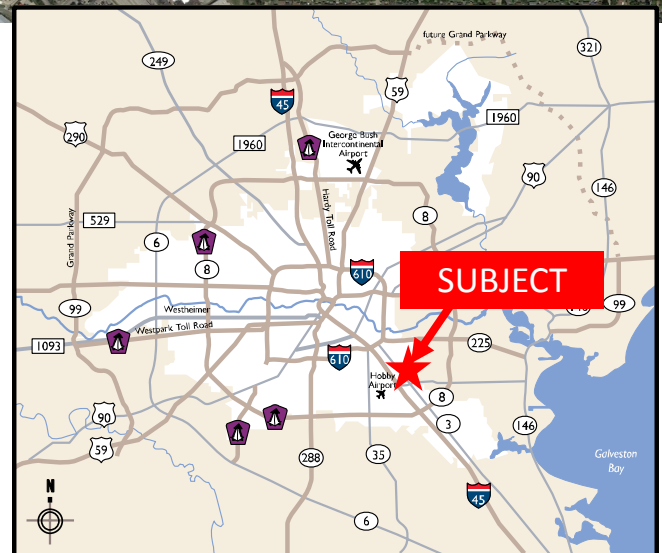 future Grand Parkway
321
249
59
45
290
1960
George Bush
Intercontinental
Airport
1960
90
146
Hardy Toll Road
Grand Parkway
529
6
8
8
610
SUBJECT
99
99
Westheimer
Westpark Toll Road
1093
225
610
Hobby
Airport
8
90
3
146
59
288
35
Galveston
Bay
N
45
6